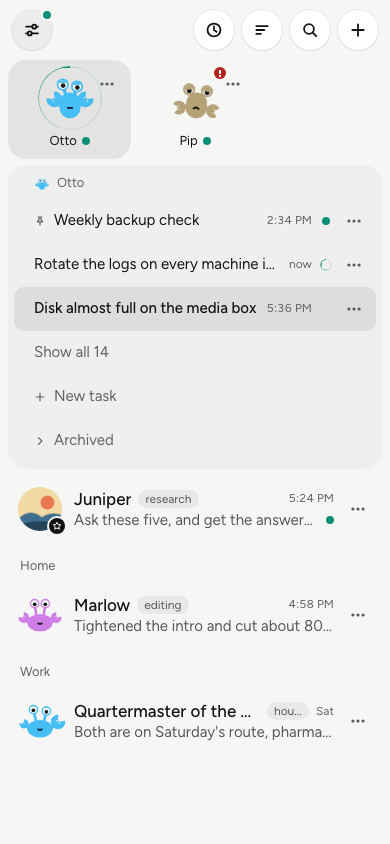 Otto
Pip
Otto
Weekly backup check 2:34 PM
Rotate the logs on every machine i... now
Disk almost full on the media box 5:36 PM
Show all 14
New task
Archived
Juniper research 5:24 PM
Ask these five, and get the answer...
Home
Marlow editing 4:58 PM
Tightened the intro and cut about 80...
Work
Quartermaster of the ... hou... Sat
Both are on Saturday's route, pharma...